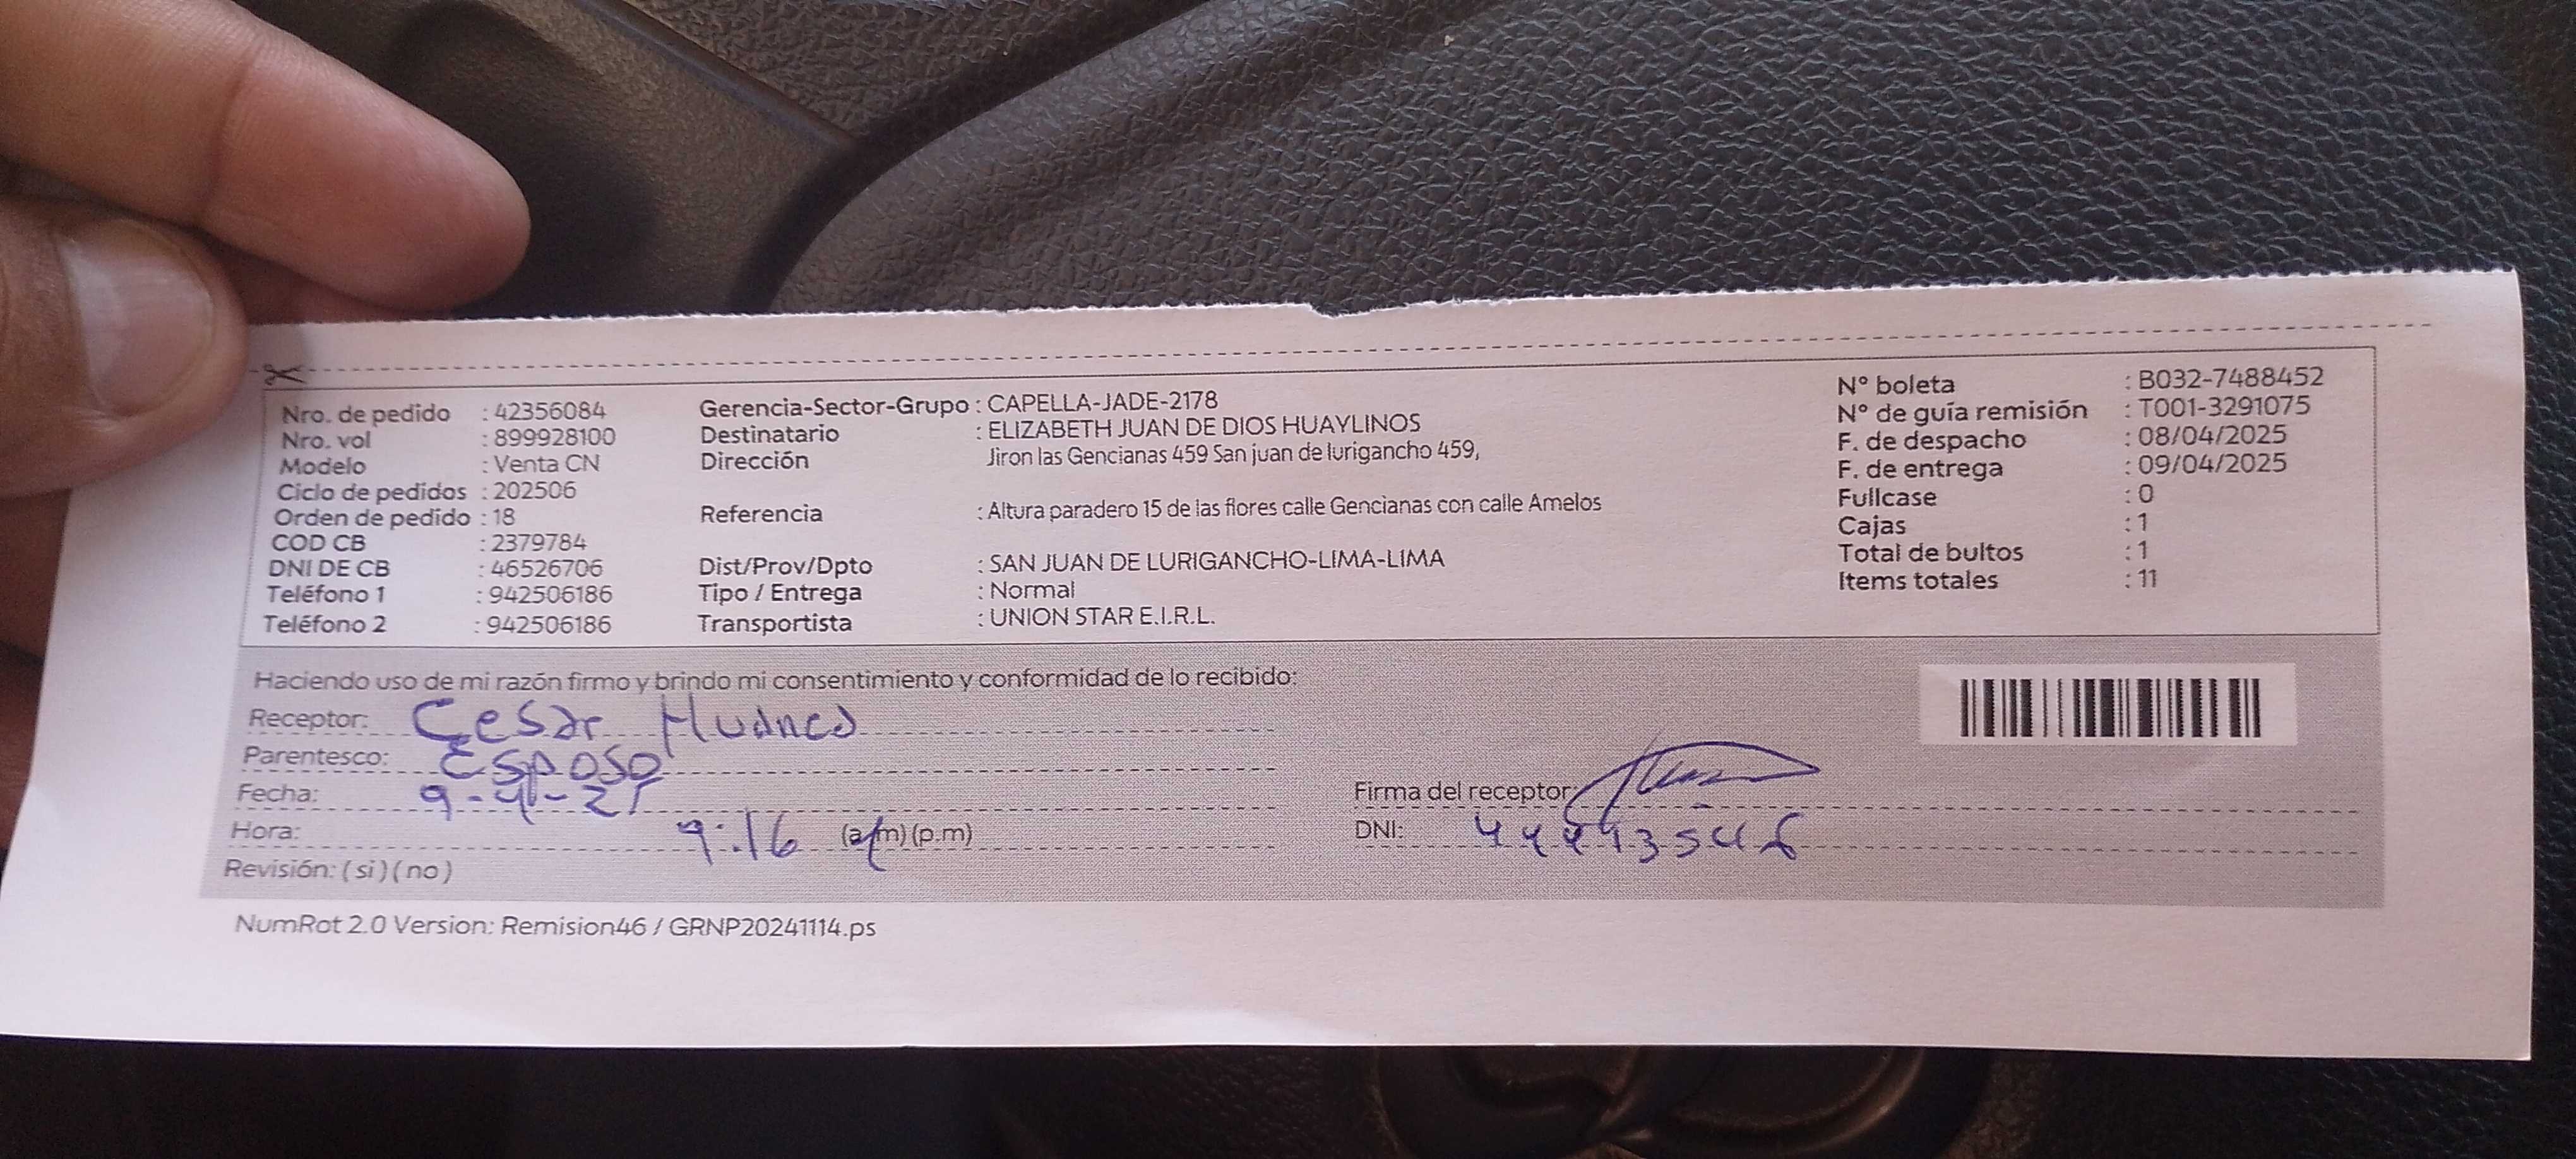 Nro. de pedido : 42356084
Nro. vol : 899928100
Modelo : Venta CN
Ciclo de pedidos : 202506
Orden de pedido : 18
COD CB : 2379784
DNI DE CB : 46526706
Teléfono 1 : 942506186
Teléfono 2 : 942506186
Gerencia-Sector-Grupo : CAPELLA-JADE-2178
Destinatario : ELIZABETH JUAN DE DIOS HUAYLINOS
Dirección Jiron las Gencianas 459 San juan de lurigancho 459,
Referencia : Altura paradero 15 de las flores calle Gencianas con calle Amelos
Dist/Prov/Dpto : SAN JUAN DE LURIGANCHO-LIMA-LIMA
Tipo / Entrega : Normal
Transportista : UNION STAR E.I.R.L.
N° boleta : B032-7488452
N° de guía remisión : T001-3291075
F. de despacho : 08/04/2025
F. de entrega : 09/04/2025
Fullcase : 0
Cajas : 1
Total de bultos : 1
Items totales : 11
Haciendo uso de mi razón firmo y brindo mi consentimiento y conformidad de lo recibido:
Receptor: Cesar Huanca
Parentesco: Esposo
Fecha: 9-4-25
Hora: 9:16 (a.m) (p.m)
Revisión: ( si ) ( no )
Firma del receptor
DNI:
NumRot 2.0 Version: Remision46 / GRNP20241114.ps